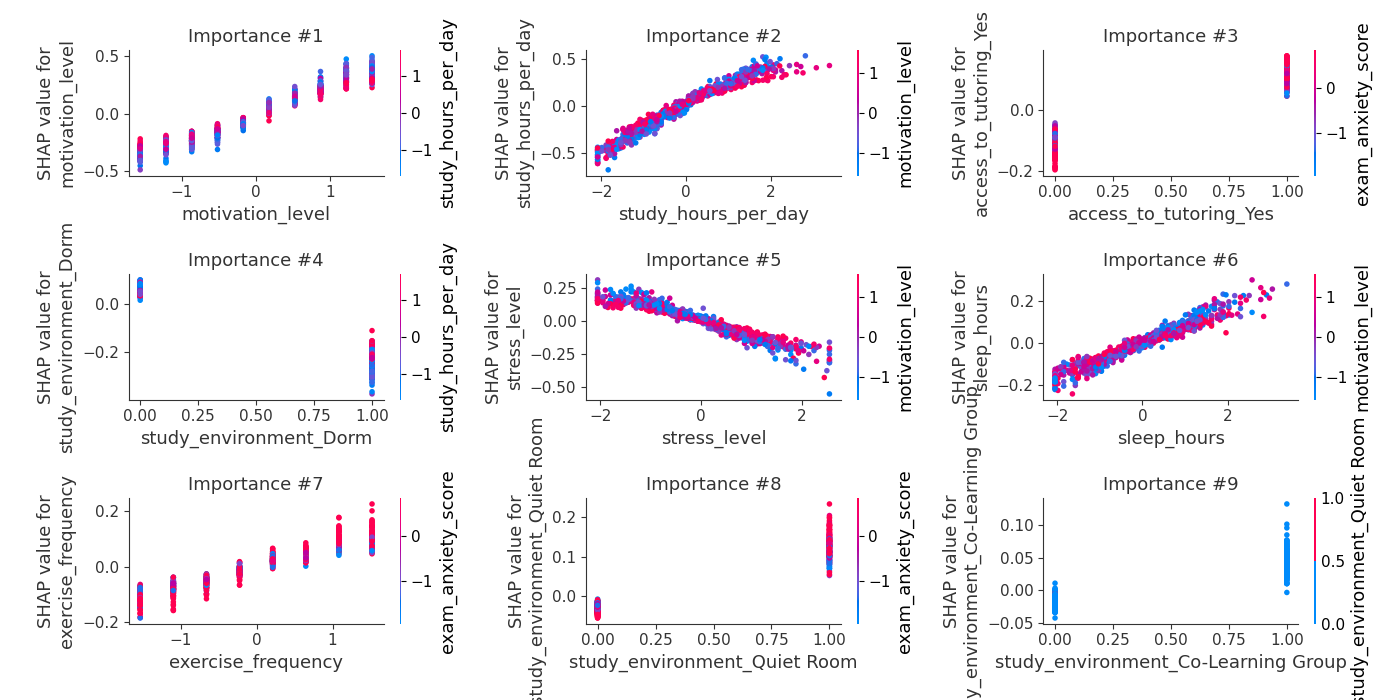 Importance #1
SHAP value for
motivation_level
0.5
0.0
−0.5
−1
0
1
motivation_level
1
0
−1
study_hours_per_day
Importance #2
SHAP value for
study_hours_per_day
0.5
0.0
−0.5
−2
0
2
study_hours_per_day
1
0
−1
motivation_level
Importance #3
SHAP value for
access_to_tutoring_Yes
0.0
−0.2
0.00 0.25 0.50 0.75 1.00
access_to_tutoring_Yes
0
−1
exam_anxiety_score
Importance #4
SHAP value for
study_environment_Dorm
0.0
−0.2
0.00 0.25 0.50 0.75 1.00
study_environment_Dorm
1
0
−1
study_hours_per_day
Importance #5
SHAP value for
stress_level
0.25
0.00
−0.25
−0.50
−2
0
2
stress_level
1
0
−1
motivation_level
Importance #6
SHAP value for
sleep_hours
0.2
0.0
−0.2
−2
0
2
sleep_hours
1
0
−1
motivation_level
Importance #7
SHAP value for
exercise_frequency
0.2
0.0
−0.2
−1
0
1
exercise_frequency
0
−1
exam_anxiety_score
Importance #8
SHAP value for
study_environment_Quiet Room
0.2
0.1
0.0
0.00 0.25 0.50 0.75 1.00
study_environment_Quiet Room
0
−1
exam_anxiety_score
Importance #9
SHAP value for
y_environment_Co-Learning Group
0.10
0.05
0.00
−0.05
0.00 0.25 0.50 0.75 1.00
study_environment_Co-Learning Group
1.0
0.5
0.0
study_environment_Quiet Room